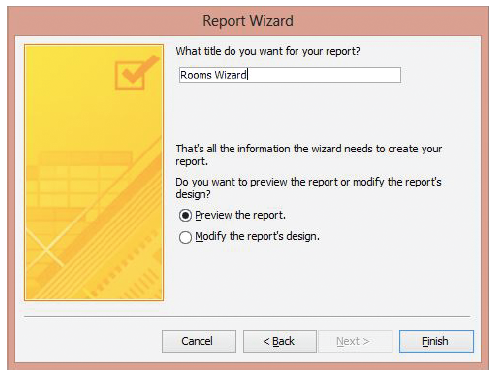 Report Wizard
What title do you want for your report?
Rooms Wizard
That's all the information the wizard needs to create your
report.
Do you want to preview the report or modify the report's
design?
Preview the report.
Modify the report's design.
Cancel
< Back
Next >
Finish